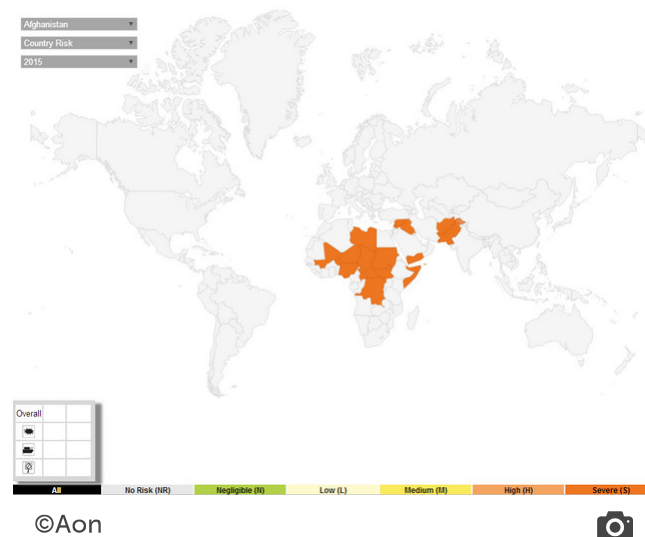 Afghanistan
Country Risk
2015
Overall
All
No Risk (NR)
Negligible (N)
Low (L)
Medium (M)
High (H)
Severe (S)
©Aon